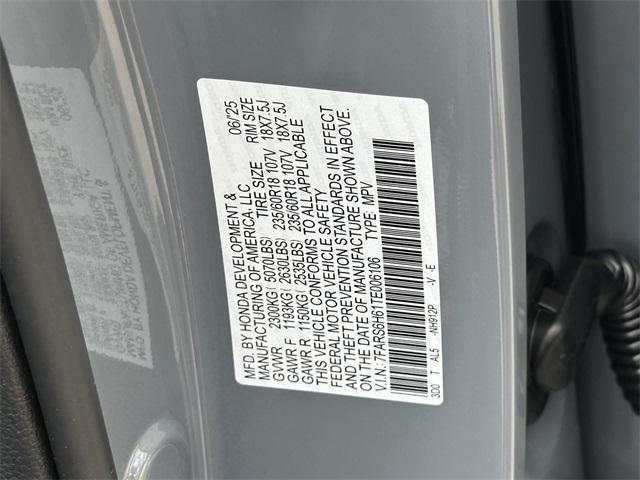 MFD. BY HONDA DEVELOPMENT &
MANUFACTURING OF AMERICA, LLC 06/'25
TIRE SIZE RIM SIZE
GVWR 2300KG( 5070LBS) 235/60R18 107V 18X7.5J
GAWR F 1193KG( 2630LBS) 235/60R18 107V 18X7.5J
GAWR R 1150KG( 2535LBS)
THIS VEHICLE CONFORMS TO ALL APPLICABLE
FEDERAL MOTOR VEHICLE SAFETY
AND THEFT PREVENTION STANDARDS IN EFFECT
ON THE DATE OF MANUFACTURE SHOWN ABOVE.
V.I.N.: 7FARS6H61TE006106 TYPE: MPV
300 T AL5 -NH912P -V -E